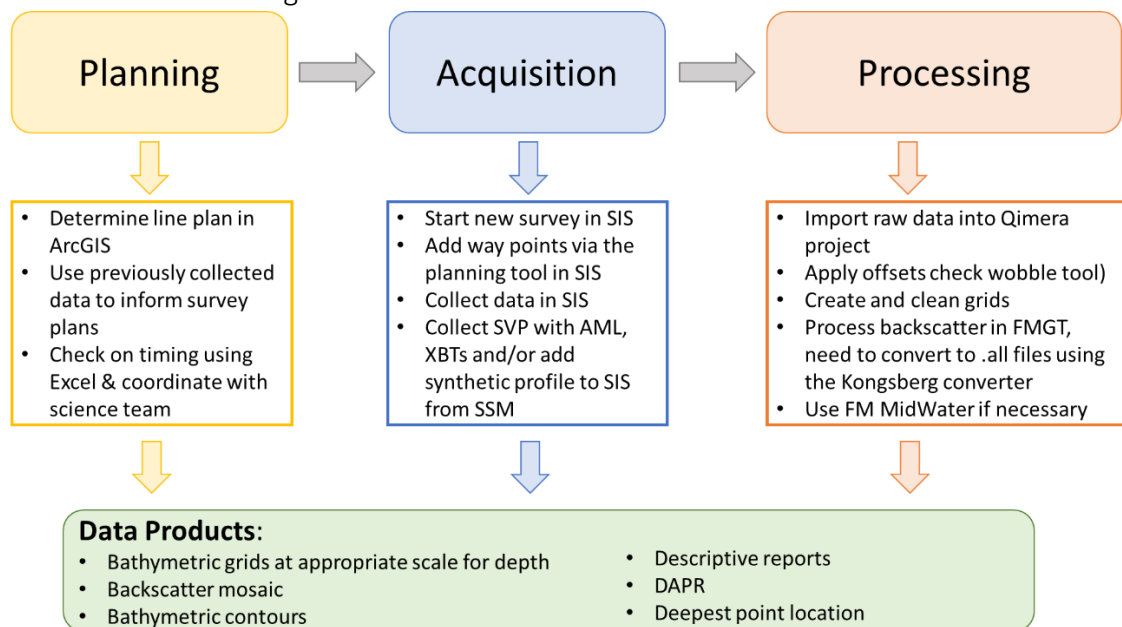 Planning
Acquisition
Processing
• Determine line plan in
ArcGIS
• Use previously collected
data to inform survey
plans
• Check on timing using
Excel & coordinate with
science team
• Start new survey in SIS
• Add way points via the
planning tool in SIS
• Collect data in SIS
• Collect SVP with AML,
XBTs and/or add
synthetic profile to SIS
from SSM
• Import raw data into Qimera
project
• Apply offsets check wobble tool)
• Create and clean grids
• Process backscatter in FMGT,
need to convert to .all files using
the Kongsberg converter
• Use FM MidWater if necessary
Data Products:
• Bathymetric grids at appropriate scale for depth
• Backscatter mosaic
• Bathymetric contours
• Descriptive reports
• DAPR
• Deepest point location